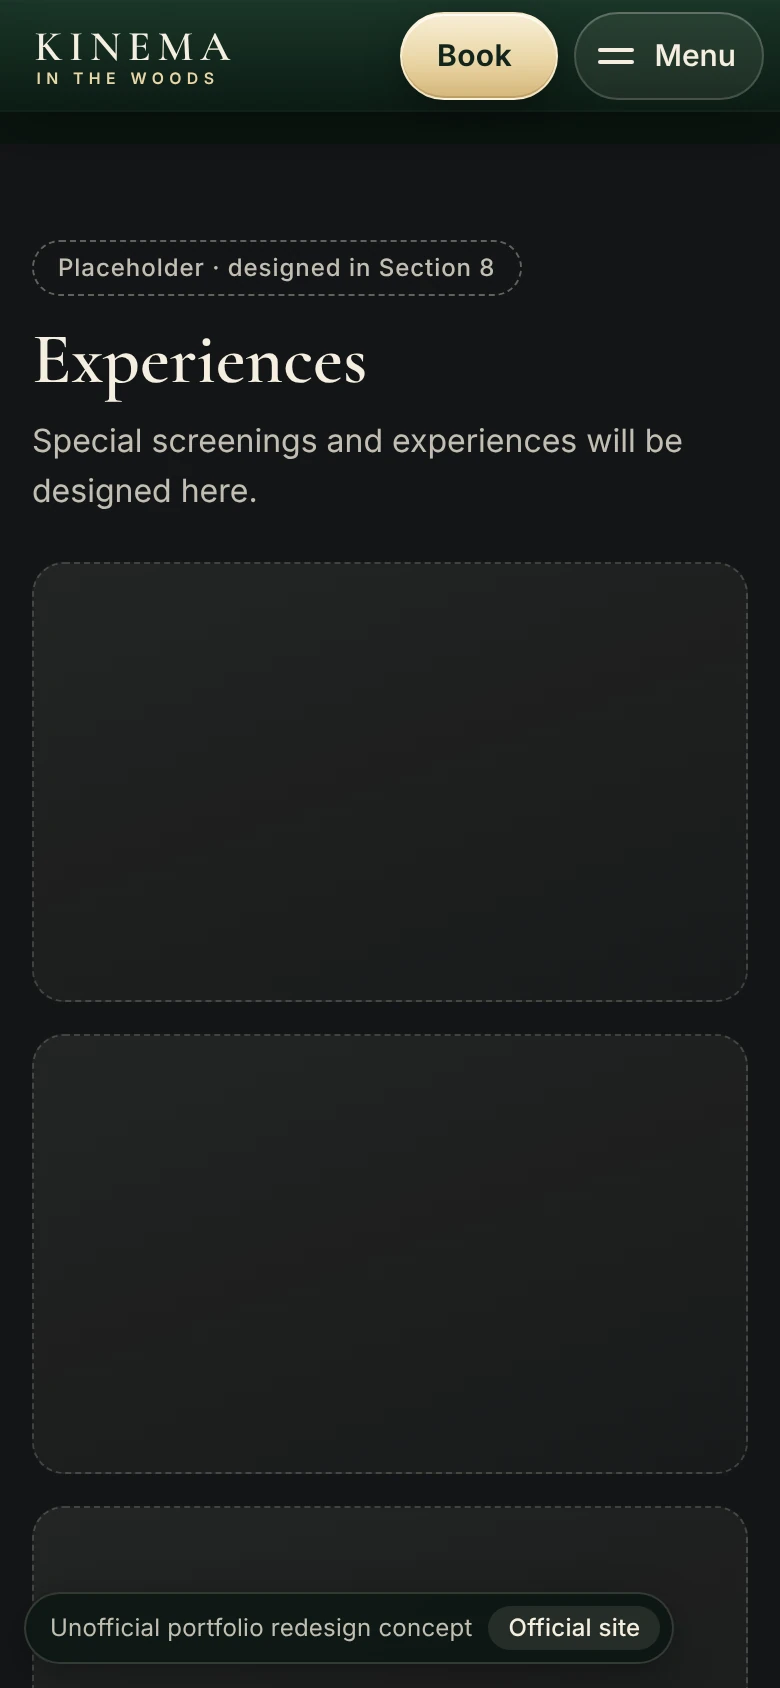 KINEMA
IN THE WOODS
Book
Menu
Placeholder · designed in Section 8
Experiences
Special screenings and experiences will be
designed here.
Unofficial portfolio redesign concept
Official site